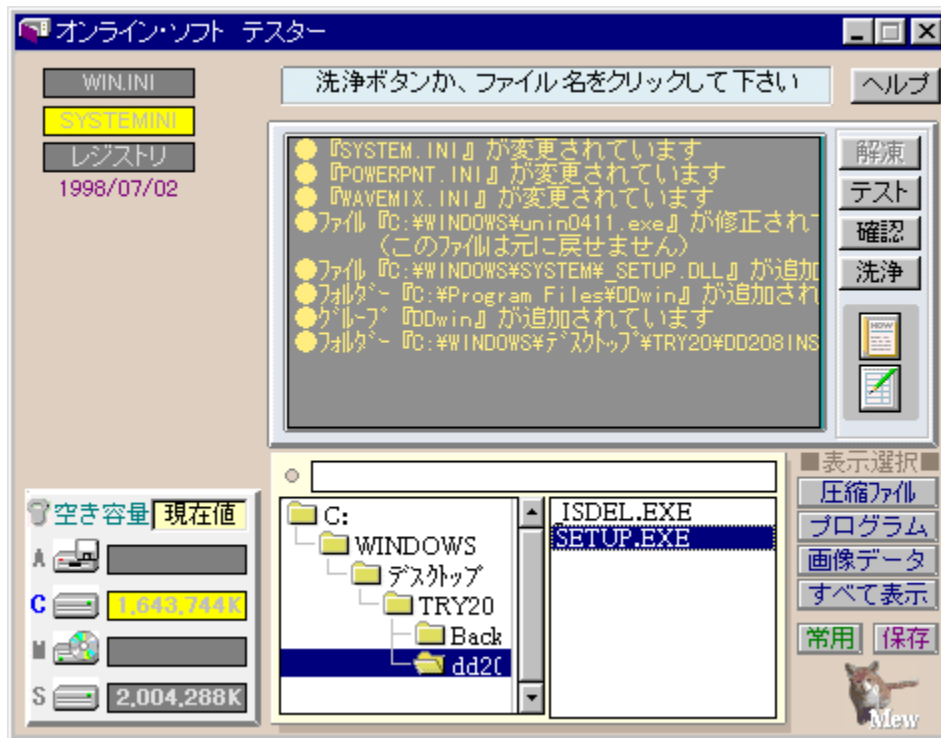 オンライン・ソフト テスター
WIN.INI
SYSTEM.INI
レジストリ
1998/07/02
洗浄ボタンか、ファイル名をクリックして下さい
ヘルプ
●『SYSTEM.INI』が変更されています
●『POWERPNT.INI』が変更されています
●『WAVEMIX.INI』が変更されています
●ファイル『C:¥WINDOWS¥unin0411.exe』が修正されて
(このファイルは元に戻せません)
●ファイル『C:¥WINDOWS¥SYSTEM¥_SETUP.DLL』が追加
●フォルダー『C:¥Program Files¥DDwin』が追加され
●グループ『DDwin』が追加されています
●フォルダー『C:¥WINDOWS¥デスクトップ¥TRY20¥DD208INS
解凍
テスト
確認
洗浄
HOW
空き容量 現在値
A
C 1,643,744K
M
S 2,004,288K
C:
WINDOWS
デスクトップ
TRY20
Back
dd20
_ISDEL.EXE
SETUP.EXE
■表示選択■
圧縮ファイル
プログラム
画像データ
すべて表示
常用 保存
Mew